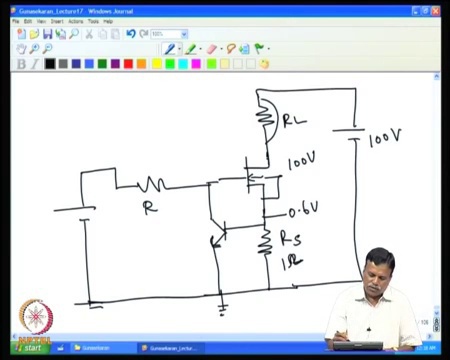 Gunasekaran_Lecture17 - Windows Journal
File Edit View Insert Actions Tools Help
100%
B I
RL
100V
100V
0.6V
R
RS
1Ω
start
Gunasekaran
Gunasekaran_Lectur...